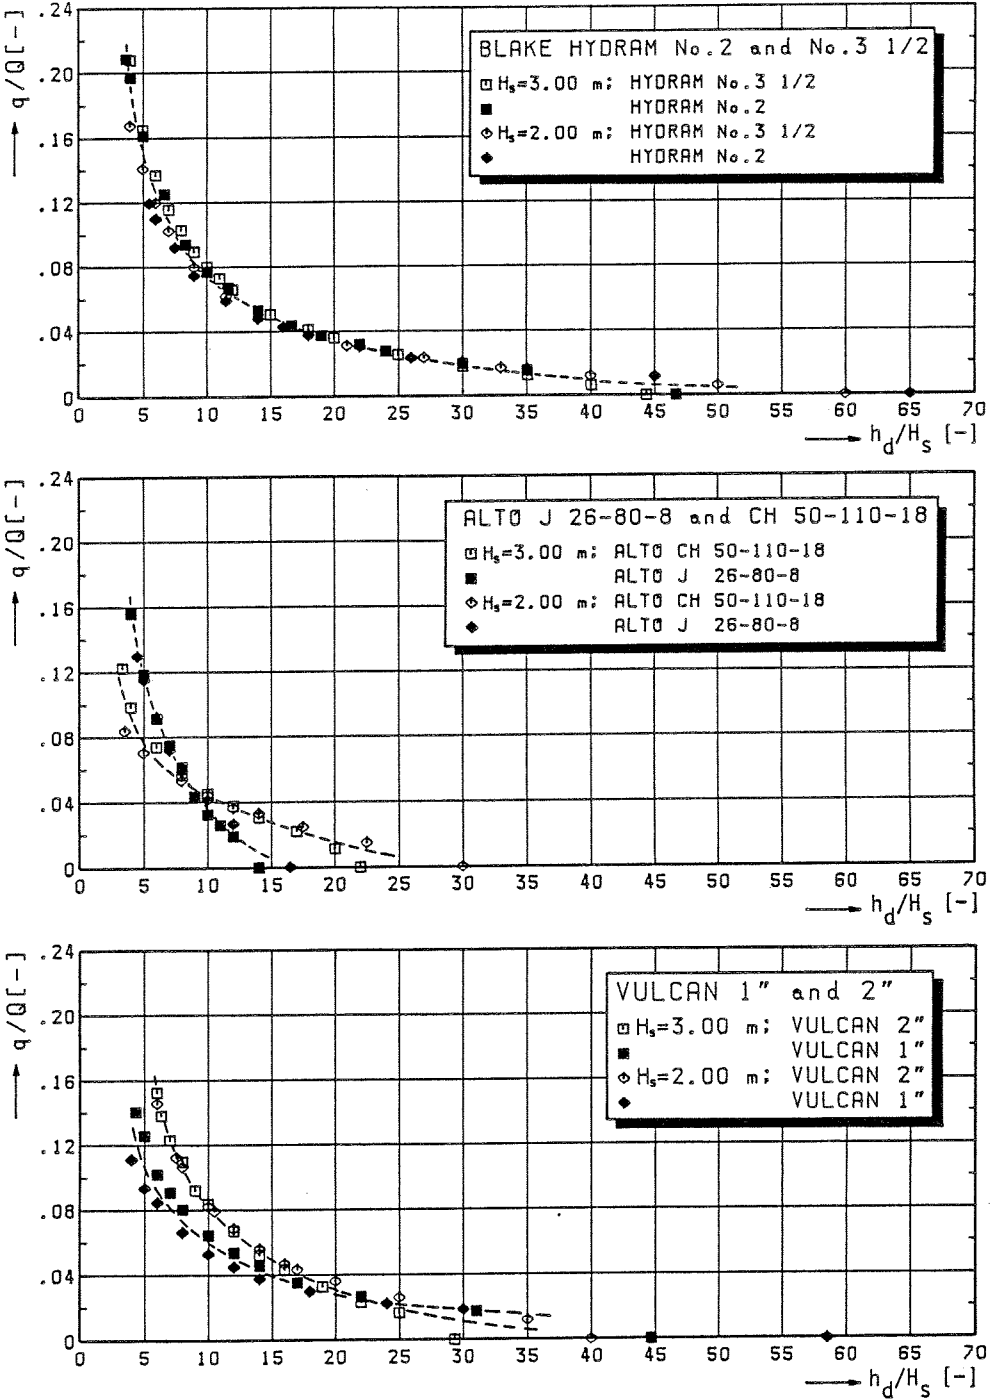 q/Q[-]
.24
.20
.16
.12
.08
.04
0
BLAKE HYDRAM No.2 and No.3 1/2
Hs=3.00 m; HYDRAM No.3 1/2
HYDRAM No.2
Hs=2.00 m; HYDRAM No.3 1/2
HYDRAM No.2
0 5 10 15 20 25 30 35 40 45 50 55 60 65 70
hd/Hs [-]
q/Q[-]
.24
.20
.16
.12
.08
.04
0
ALTO J 26-80-8 and CH 50-110-18
Hs=3.00 m; ALTO CH 50-110-18
ALTO J 26-80-8
Hs=2.00 m; ALTO CH 50-110-18
ALTO J 26-80-8
0 5 10 15 20 25 30 35 40 45 50 55 60 65 70
hd/Hs [-]
q/Q[-]
.24
.20
.16
.12
.08
.04
0
VULCAN 1" and 2"
Hs=3.00 m; VULCAN 2"
VULCAN 1"
Hs=2.00 m; VULCAN 2"
VULCAN 1"
0 5 10 15 20 25 30 35 40 45 50 55 60 65 70
hd/Hs [-]